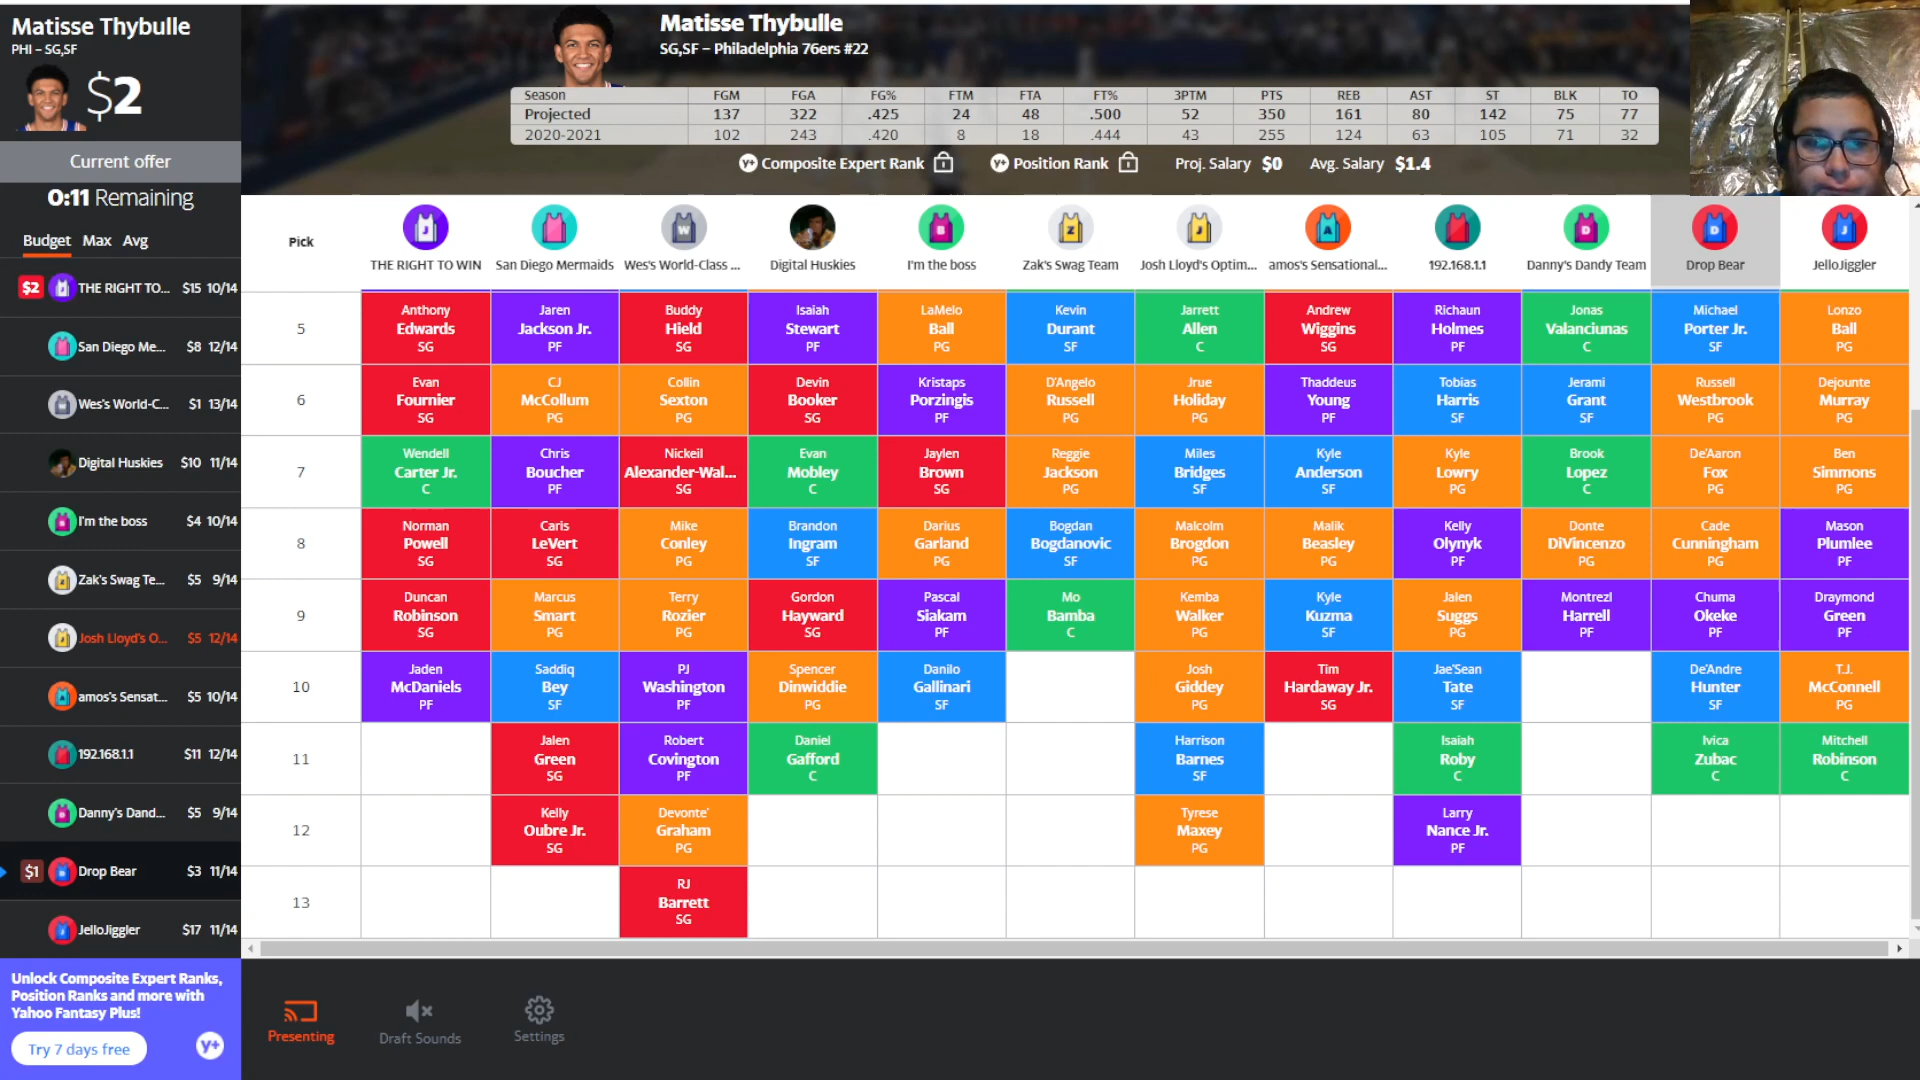 Matisse Thybulle
PHI – SG,SF
$2
Current offer
0:11 Remaining
Budget Max Avg
$2 THE RIGHT TO... $15 10/14
San Diego Me... $8 12/14
Wes's World-C... $1 13/14
Digital Huskies $10 11/14
I'm the boss $4 10/14
Zak's Swag Te... $5 9/14
Josh Lloyd's O... $5 12/14
amos's Sensat... $5 10/14
192.168.1.1 $11 12/14
Danny's Dand... $5 9/14
$1 Drop Bear $3 11/14
JelloJiggler $17 11/14
Unlock Composite Expert Ranks,
Position Ranks and more with
Yahoo Fantasy Plus!
Try 7 days free y+
Matisse Thybulle
SG,SF – Philadelphia 76ers #22
Season FGM FGA FG% FTM FTA FT% 3PTM PTS REB AST ST BLK TO
Projected 137 322 .425 24 48 .500 52 350 161 80 142 75 77
2020-2021 102 243 .420 8 18 .444 43 255 124 63 105 71 32
y+ Composite Expert Rank y+ Position Rank Proj. Salary $0 Avg. Salary $1.4
J W B Z J A D D J
Pick THE RIGHT TO WIN San Diego Mermaids Wes's World-Class ... Digital Huskies I'm the boss Zak's Swag Team Josh Lloyd's Optim... amos's Sensational... 192.168.1.1 Danny's Dandy Team Drop Bear JelloJiggler
Anthony Jaren Buddy Isaiah LaMelo Kevin Jarrett Andrew Richaun Jonas Michael Lonzo
5 Edwards Jackson Jr. Hield Stewart Ball Durant Allen Wiggins Holmes Valanciunas Porter Jr. Ball
SG PF SG PF PG SF C SG PF C SF PG
Evan CJ Collin Devin Kristaps D'Angelo Jrue Thaddeus Tobias Jerami Russell Dejounte
6 Fournier McCollum Sexton Booker Porzingis Russell Holiday Young Harris Grant Westbrook Murray
SG PG PG SG PF PG PG PF SF SF PG PG
Wendell Chris Nickeil Evan Jaylen Reggie Miles Kyle Kyle Brook De'Aaron Ben
7 Carter Jr. Boucher Alexander-Wal... Mobley Brown Jackson Bridges Anderson Lowry Lopez Fox Simmons
C PF SG C SG PG SF SF PG C PG PG
Norman Caris Mike Brandon Darius Bogdan Malcolm Malik Kelly Donte Cade Mason
8 Powell LeVert Conley Ingram Garland Bogdanovic Brogdon Beasley Olynyk DiVincenzo Cunningham Plumlee
SG SG PG SF PG SF PG PG PF PG PG PF
Duncan Marcus Terry Gordon Pascal Mo Kemba Kyle Jalen Montrezl Chuma Draymond
9 Robinson Smart Rozier Hayward Siakam Bamba Walker Kuzma Suggs Harrell Okeke Green
SG PG PG SG PF C PG SF PG PF PF PF
Jaden Saddiq PJ Spencer Danilo Josh Tim Jae'Sean De'Andre T.J.
10 McDaniels Bey Washington Dinwiddie Gallinari Giddey Hardaway Jr. Tate Hunter McConnell
PF SF PF PG SF PG SG SF SF PG
Jalen Robert Daniel Harrison Isaiah Ivica Mitchell
11 Green Covington Gafford Barnes Roby Zubac Robinson
SG PF C SF C C C
Kelly Devonte' Tyrese Larry
12 Oubre Jr. Graham Maxey Nance Jr.
SG PG PG PF
RJ
13 Barrett
SG
Presenting Draft Sounds Settings